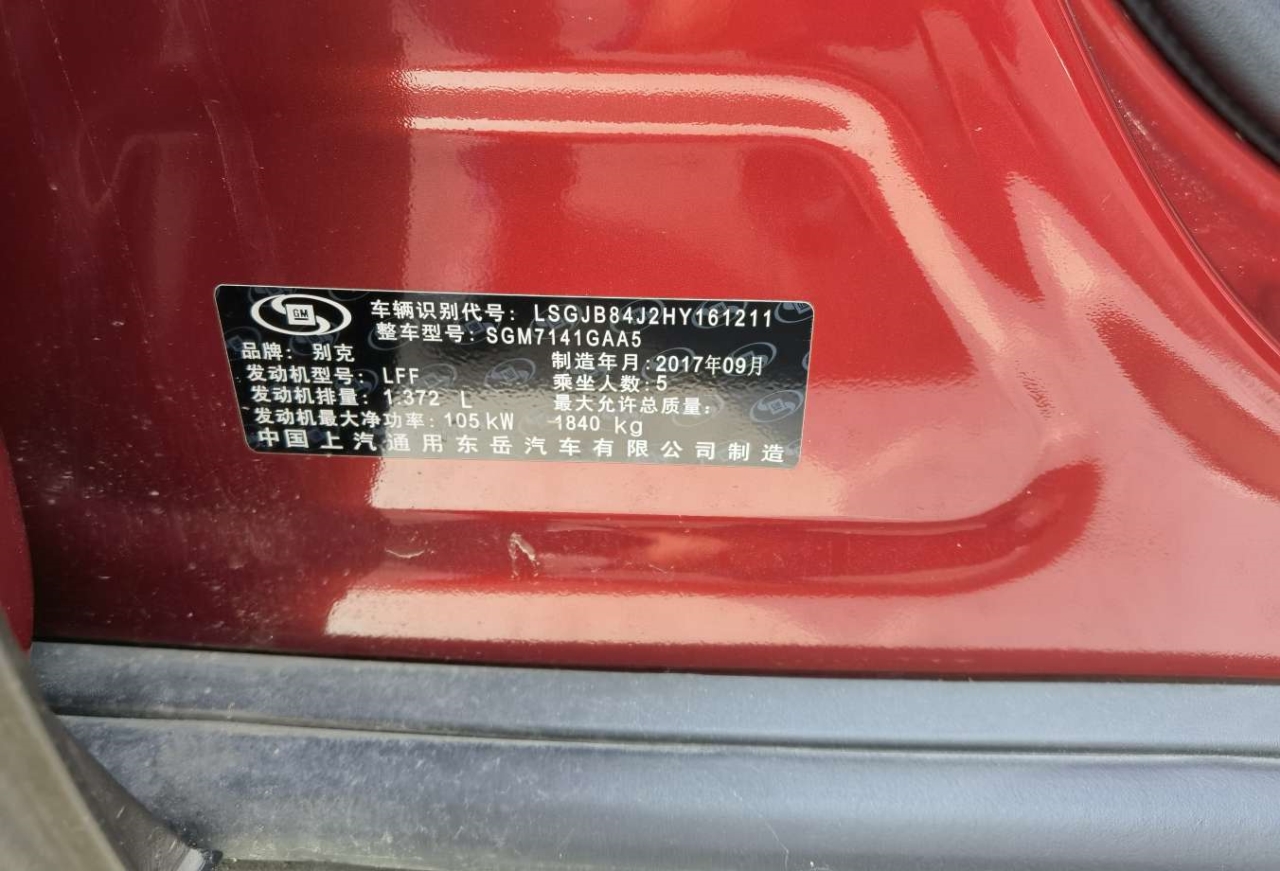 GM
车辆识别代号: LSGJB84J2HY161211
整车型号: SGM7141GAA5
品牌: 别克
制造年月: 2017年09月
发动机型号: LFF
乘坐人数: 5
发动机排量: 1.372 L
最大允许总质量:
发动机最大净功率: 105 kW
1840 kg
中国上汽通用东岳汽车有限公司制造